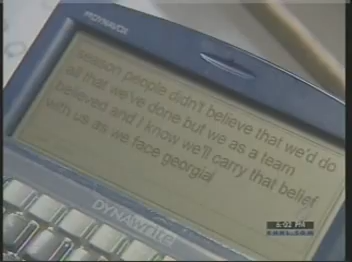 DYNAVOX
season people didn't believe that we'd do
all that we've done but we as a team
believed and I know we'll carry that belief
with us as we face georgia
DYNAWrite
6:02 PM